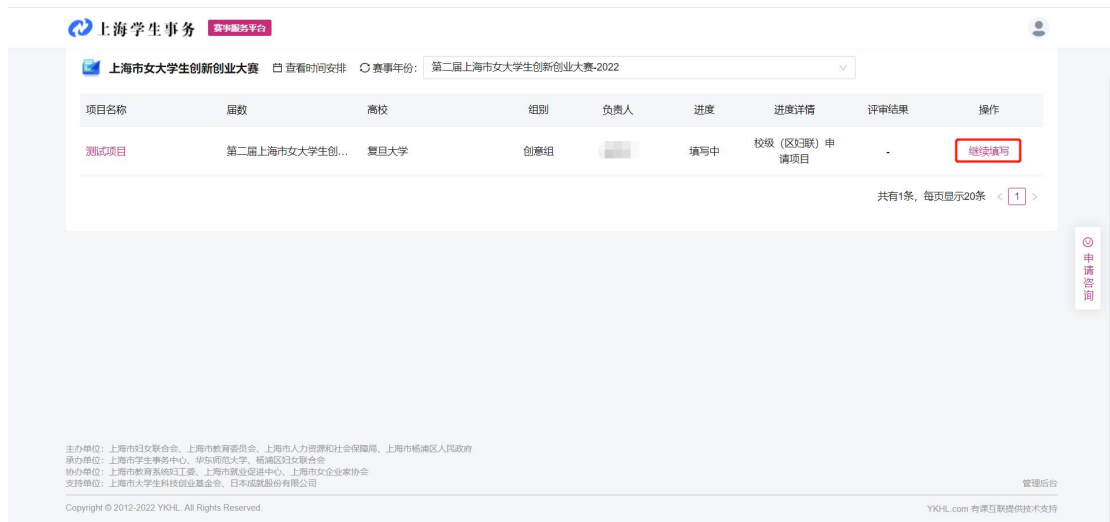 上海学生事务 赛事服务平台
上海市女大学生创新创业大赛 查看时间安排 赛事年份: 第二届上海市女大学生创新创业大赛-2022
项目名称 届数 高校 组别 负责人 进度 进度详情 评审结果 操作
测试项目 第二届上海市女大学生创... 复旦大学 创意组 填写中 校级（区妇联）申 - 继续填写
请项目
共有1条，每页显示20条 < 1 >
申请咨询
主办单位：上海市妇女联合会、上海市教育委员会、上海市人力资源和社会保障局、上海市杨浦区人民政府
承办单位：上海市学生事务中心、华东师范大学、杨浦区妇女联合会
协办单位：上海市教育系统妇工委、上海市就业促进中心、上海市女企业家协会
支持单位：上海市大学生科技创业基金会、日本成就股份有限公司
管理后台
Copyright © 2012-2022 YKHL. All Rights Reserved.
YKHL.com 有课互联提供技术支持